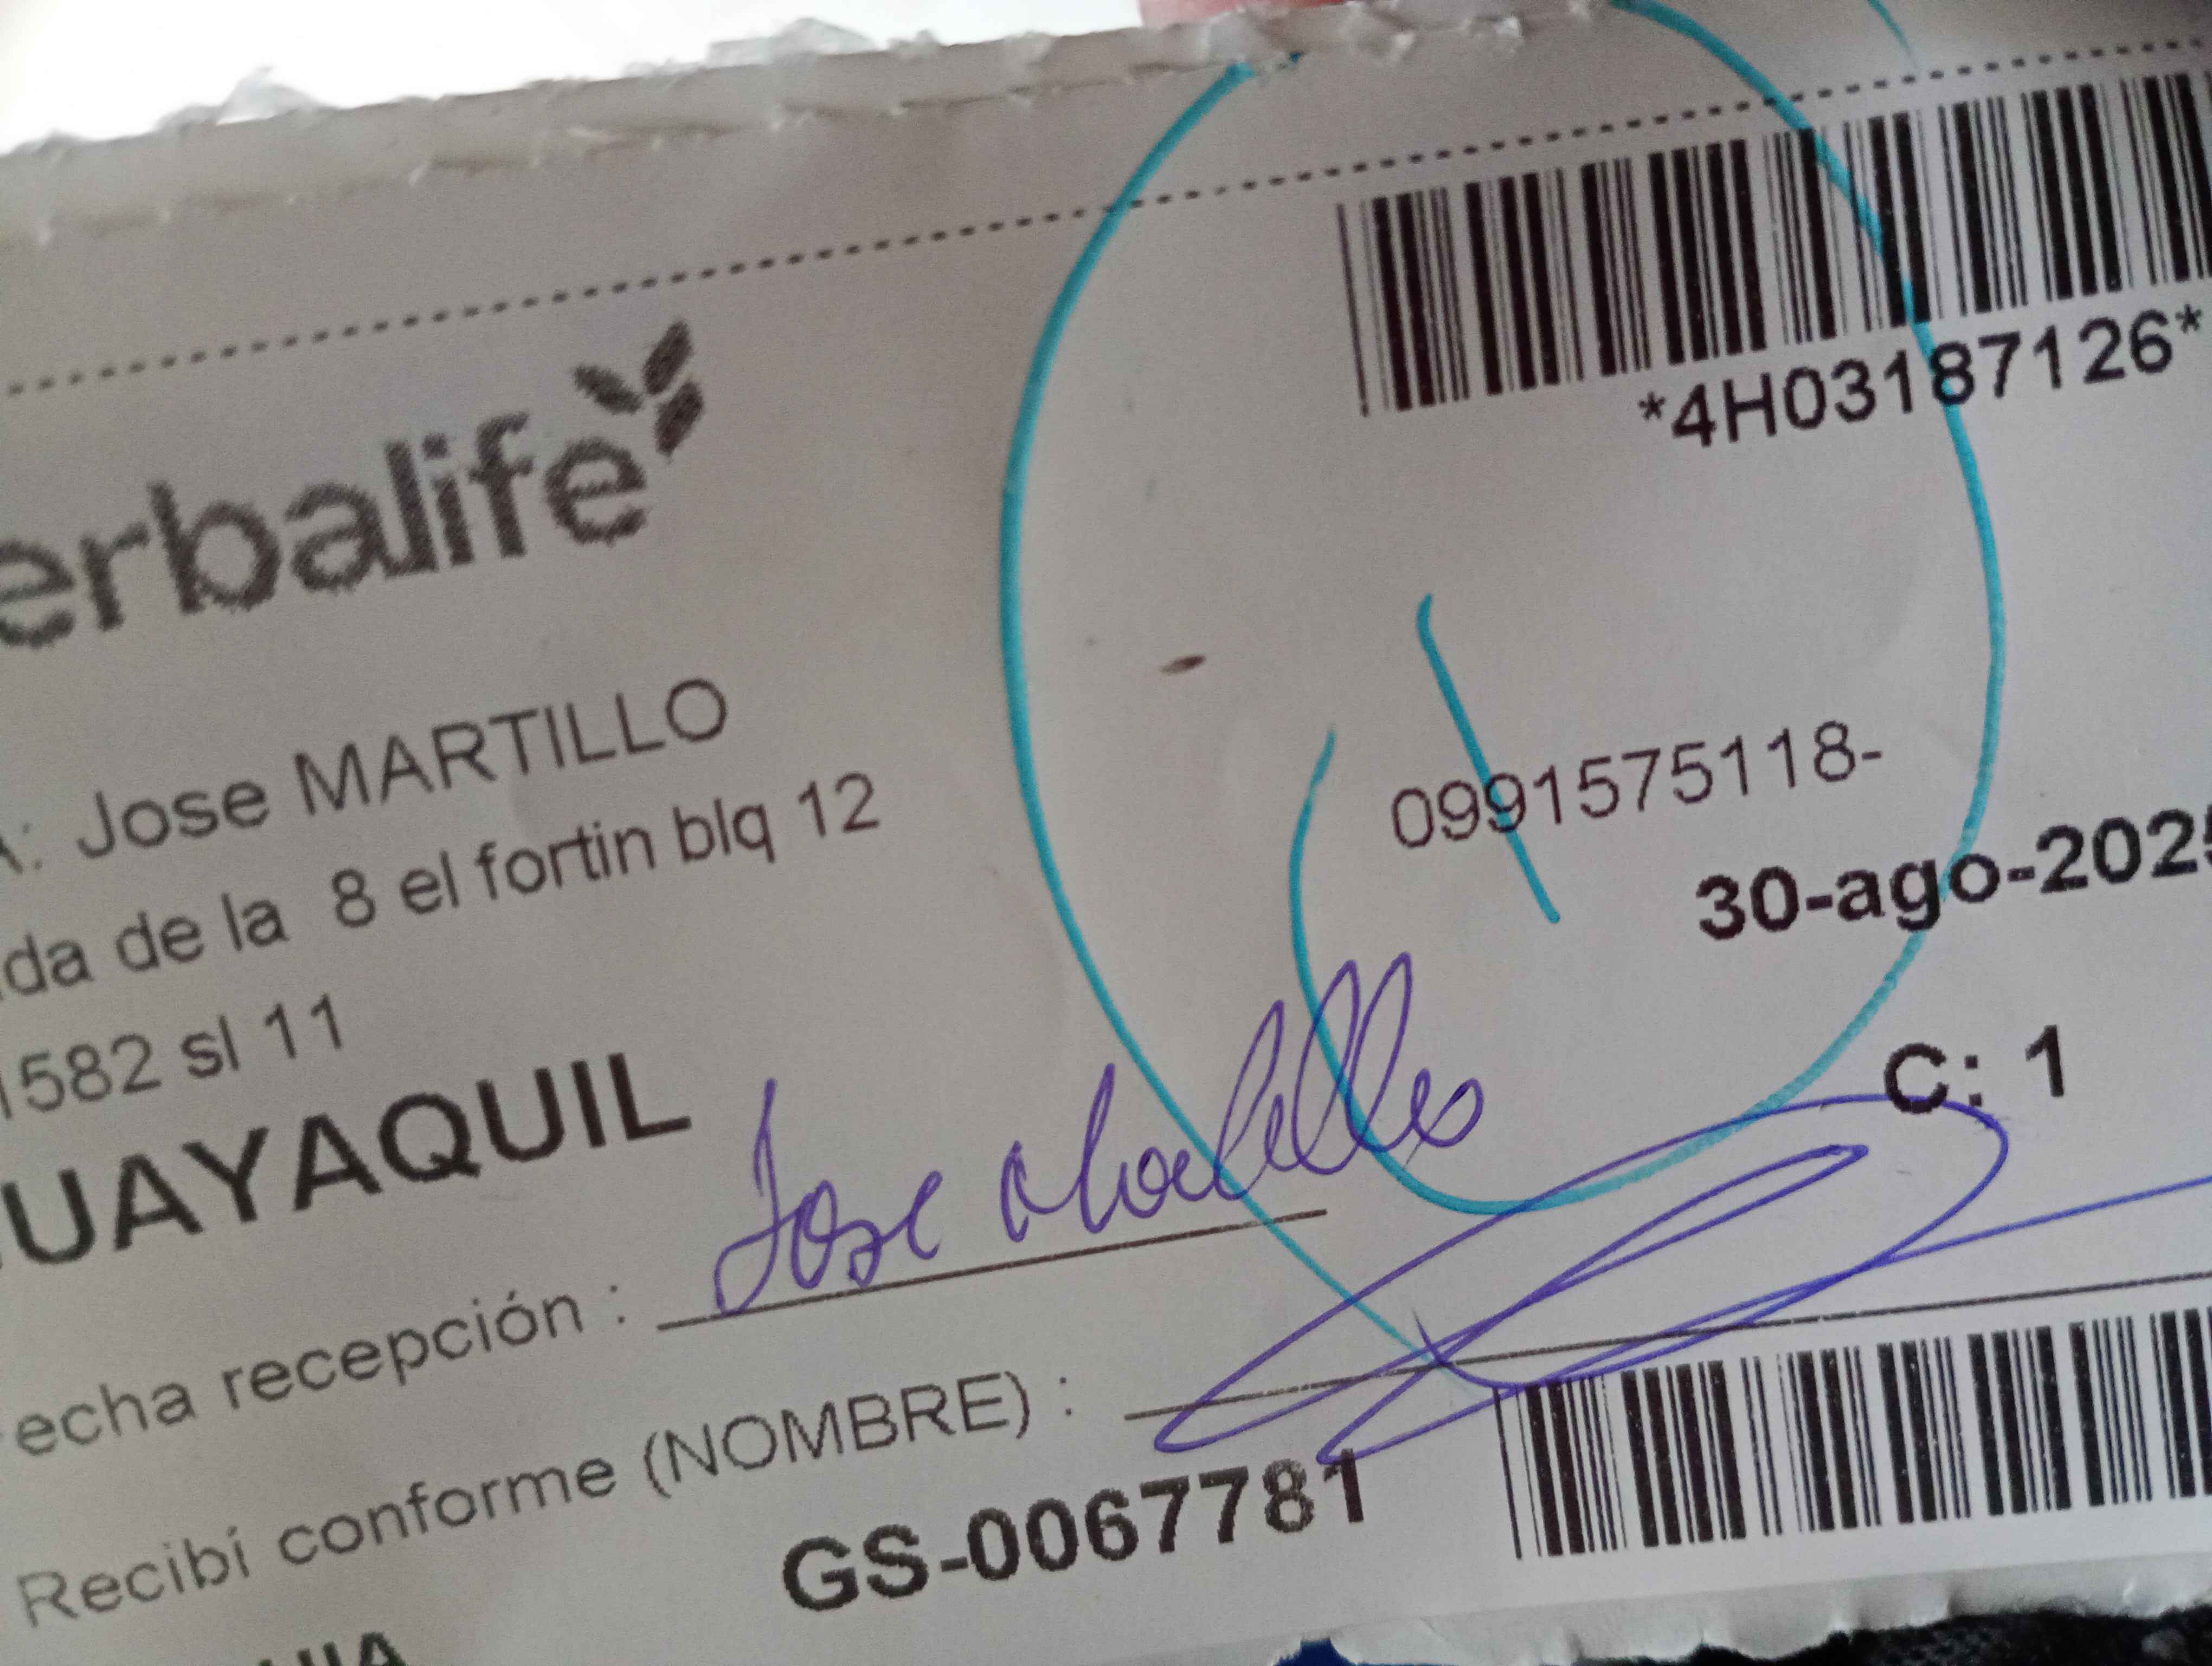 *4H03187126*
erbalife
A: Jose MARTILLO
0991575118-
da de la 8 el fortin blq 12
30-ago-2025
1582 sl 11
UAYAQUIL
C: 1
echa recepción : Jose
Recibí conforme (NOMBRE) :
GS-0067781